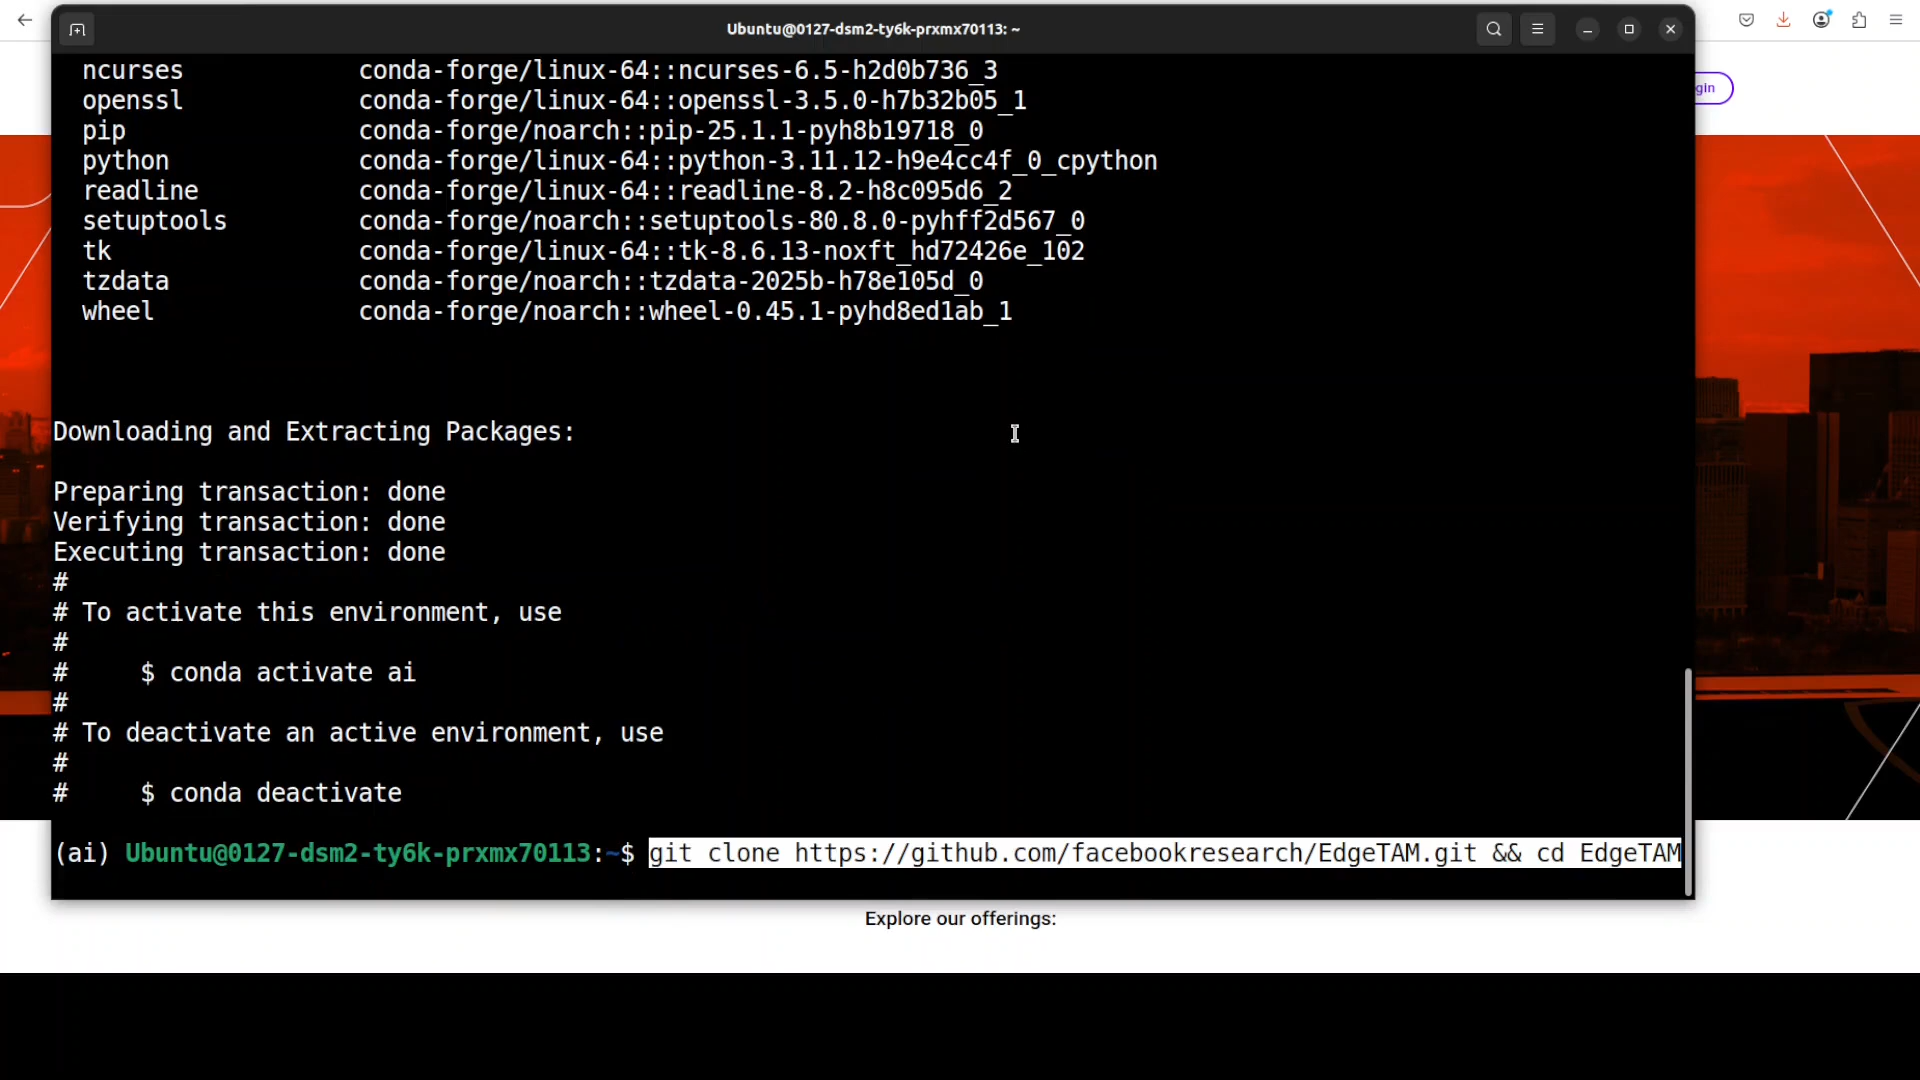 Ubuntu@0127-dsm2-ty6k-prxmx70113: ~
gin
ncurses conda-forge/linux-64::ncurses-6.5-h2d0b736_3
openssl conda-forge/linux-64::openssl-3.5.0-h7b32b05_1
pip conda-forge/noarch::pip-25.1.1-pyh8b19718_0
python conda-forge/linux-64::python-3.11.12-h9e4cc4f_0_cpython
readline conda-forge/linux-64::readline-8.2-h8c095d6_2
setuptools conda-forge/noarch::setuptools-80.8.0-pyhff2d567_0
tk conda-forge/linux-64::tk-8.6.13-noxft_hd72426e_102
tzdata conda-forge/noarch::tzdata-2025b-h78e105d_0
wheel conda-forge/noarch::wheel-0.45.1-pyhd8ed1ab_1
Downloading and Extracting Packages:
Preparing transaction: done
Verifying transaction: done
Executing transaction: done
#
# To activate this environment, use
#
# $ conda activate ai
#
# To deactivate an active environment, use
#
# $ conda deactivate
(ai) Ubuntu@0127-dsm2-ty6k-prxmx70113:~$ git clone https://github.com/facebookresearch/EdgeTAM.git && cd EdgeTAM
Explore our offerings: